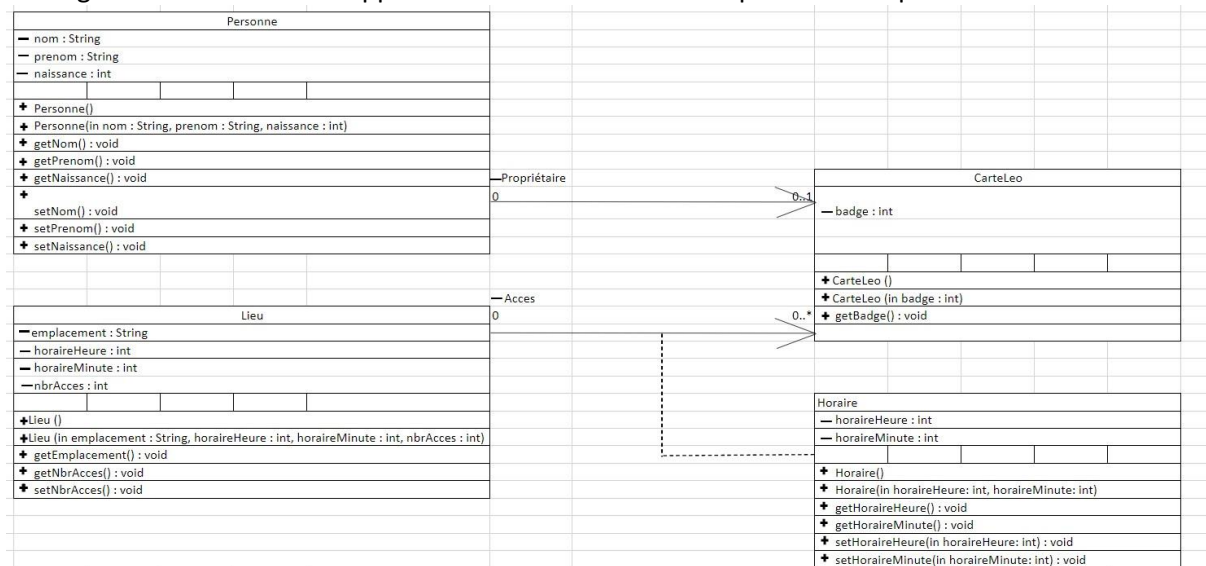 Personne
nom : String
prenom : String
naissance : int
Personne()
Personne(in nom : String, prenom : String, naissance : int)
getNom() : void
getPrenom() : void
getNaissance() : void
setNom() : void
setPrenom() : void
setNaissance() : void
Propriétaire
0
0..1
CarteLeo
badge : int
CarteLeo ()
CarteLeo (in badge : int)
getBadge() : void
Acces
0
0..*
Lieu
emplacement : String
horaireHeure : int
horaireMinute : int
nbrAcces : int
Lieu ()
Lieu (in emplacement : String, horaireHeure : int, horaireMinute : int, nbrAcces : int)
getEmplacement() : void
getNbrAcces() : void
setNbrAcces() : void
Horaire
horaireHeure : int
horaireMinute : int
Horaire()
Horaire(in horaireHeure: int, horaireMinute: int)
getHoraireHeure() : void
getHoraireMinute() : void
setHoraireHeure(in horaireHeure: int) : void
setHoraireMinute(in horaireMinute: int) : void